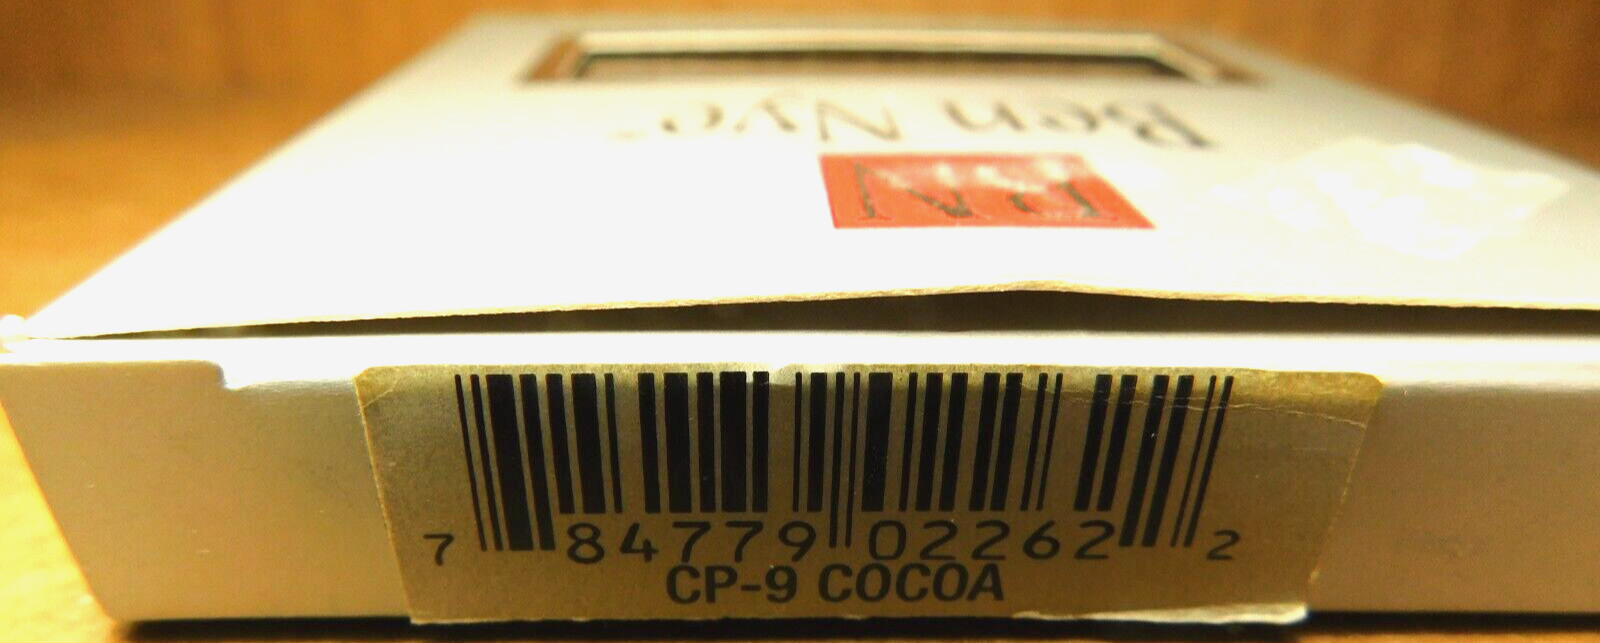 Ben Nye
BN
7 84779 02262 2
CP-9 COCOA